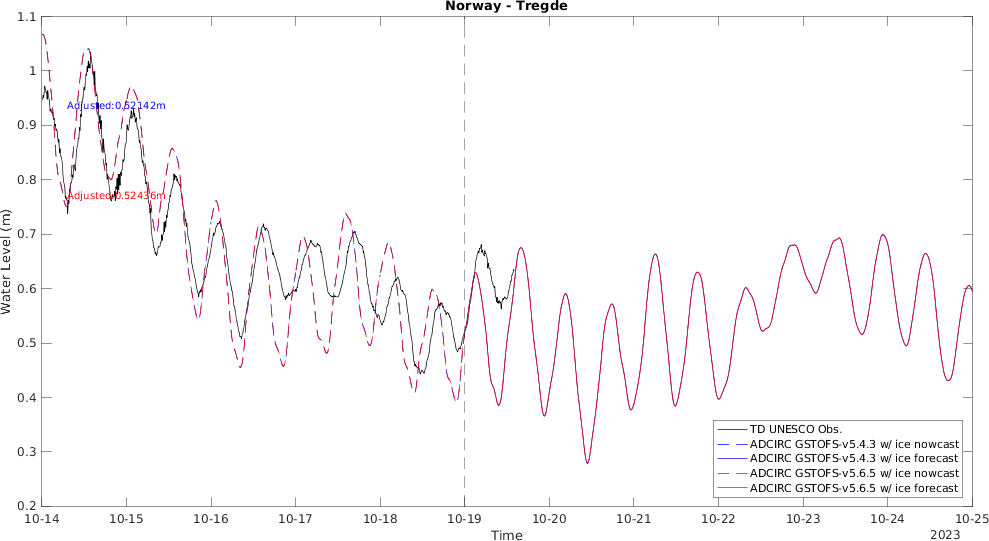 Norway - Tregde
1.1
1
0.9
0.8
0.7
0.6
0.5
0.4
0.3
0.2
Water Level (m)
Adjusted:0.52142m
Adjusted:0.52436m
TD UNESCO Obs.
ADCIRC GSTOFS-v5.4.3 w/ ice nowcast
ADCIRC GSTOFS-v5.4.3 w/ ice forecast
ADCIRC GSTOFS-v5.6.5 w/ ice nowcast
ADCIRC GSTOFS-v5.6.5 w/ ice forecast
10-14 10-15 10-16 10-17 10-18 10-19 10-20 10-21 10-22 10-23 10-24 10-25
Time
2023